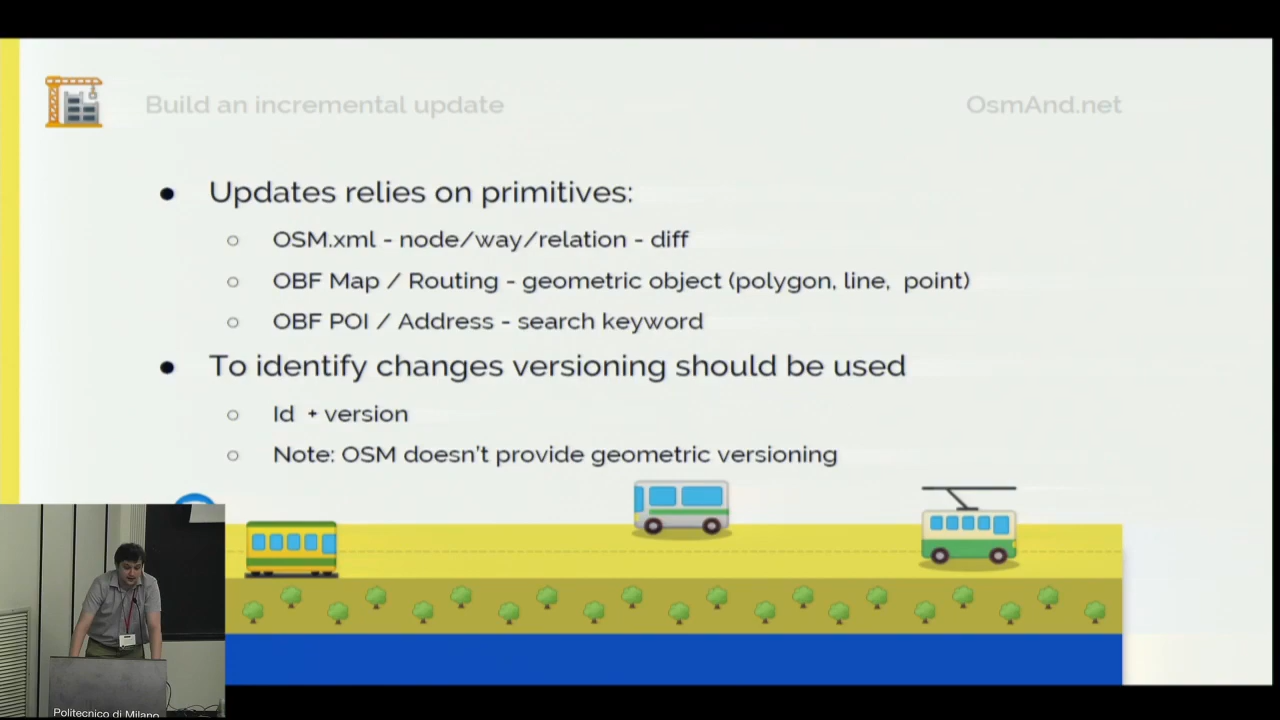 Build an incremental update
OsmAnd.net
● Updates relies on primitives:
○ OSM.xml - node/way/relation - diff
○ OBF Map / Routing - geometric object (polygon, line, point)
○ OBF POI / Address - search keyword
● To identify changes versioning should be used
○ Id + version
○ Note: OSM doesn't provide geometric versioning
Politecnico di Milano